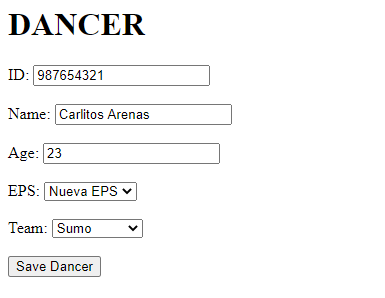 DANCER
ID: 987654321
Name: Carlitos Arenas
Age: 23
EPS: Nueva EPS
Team: Sumo
Save Dancer